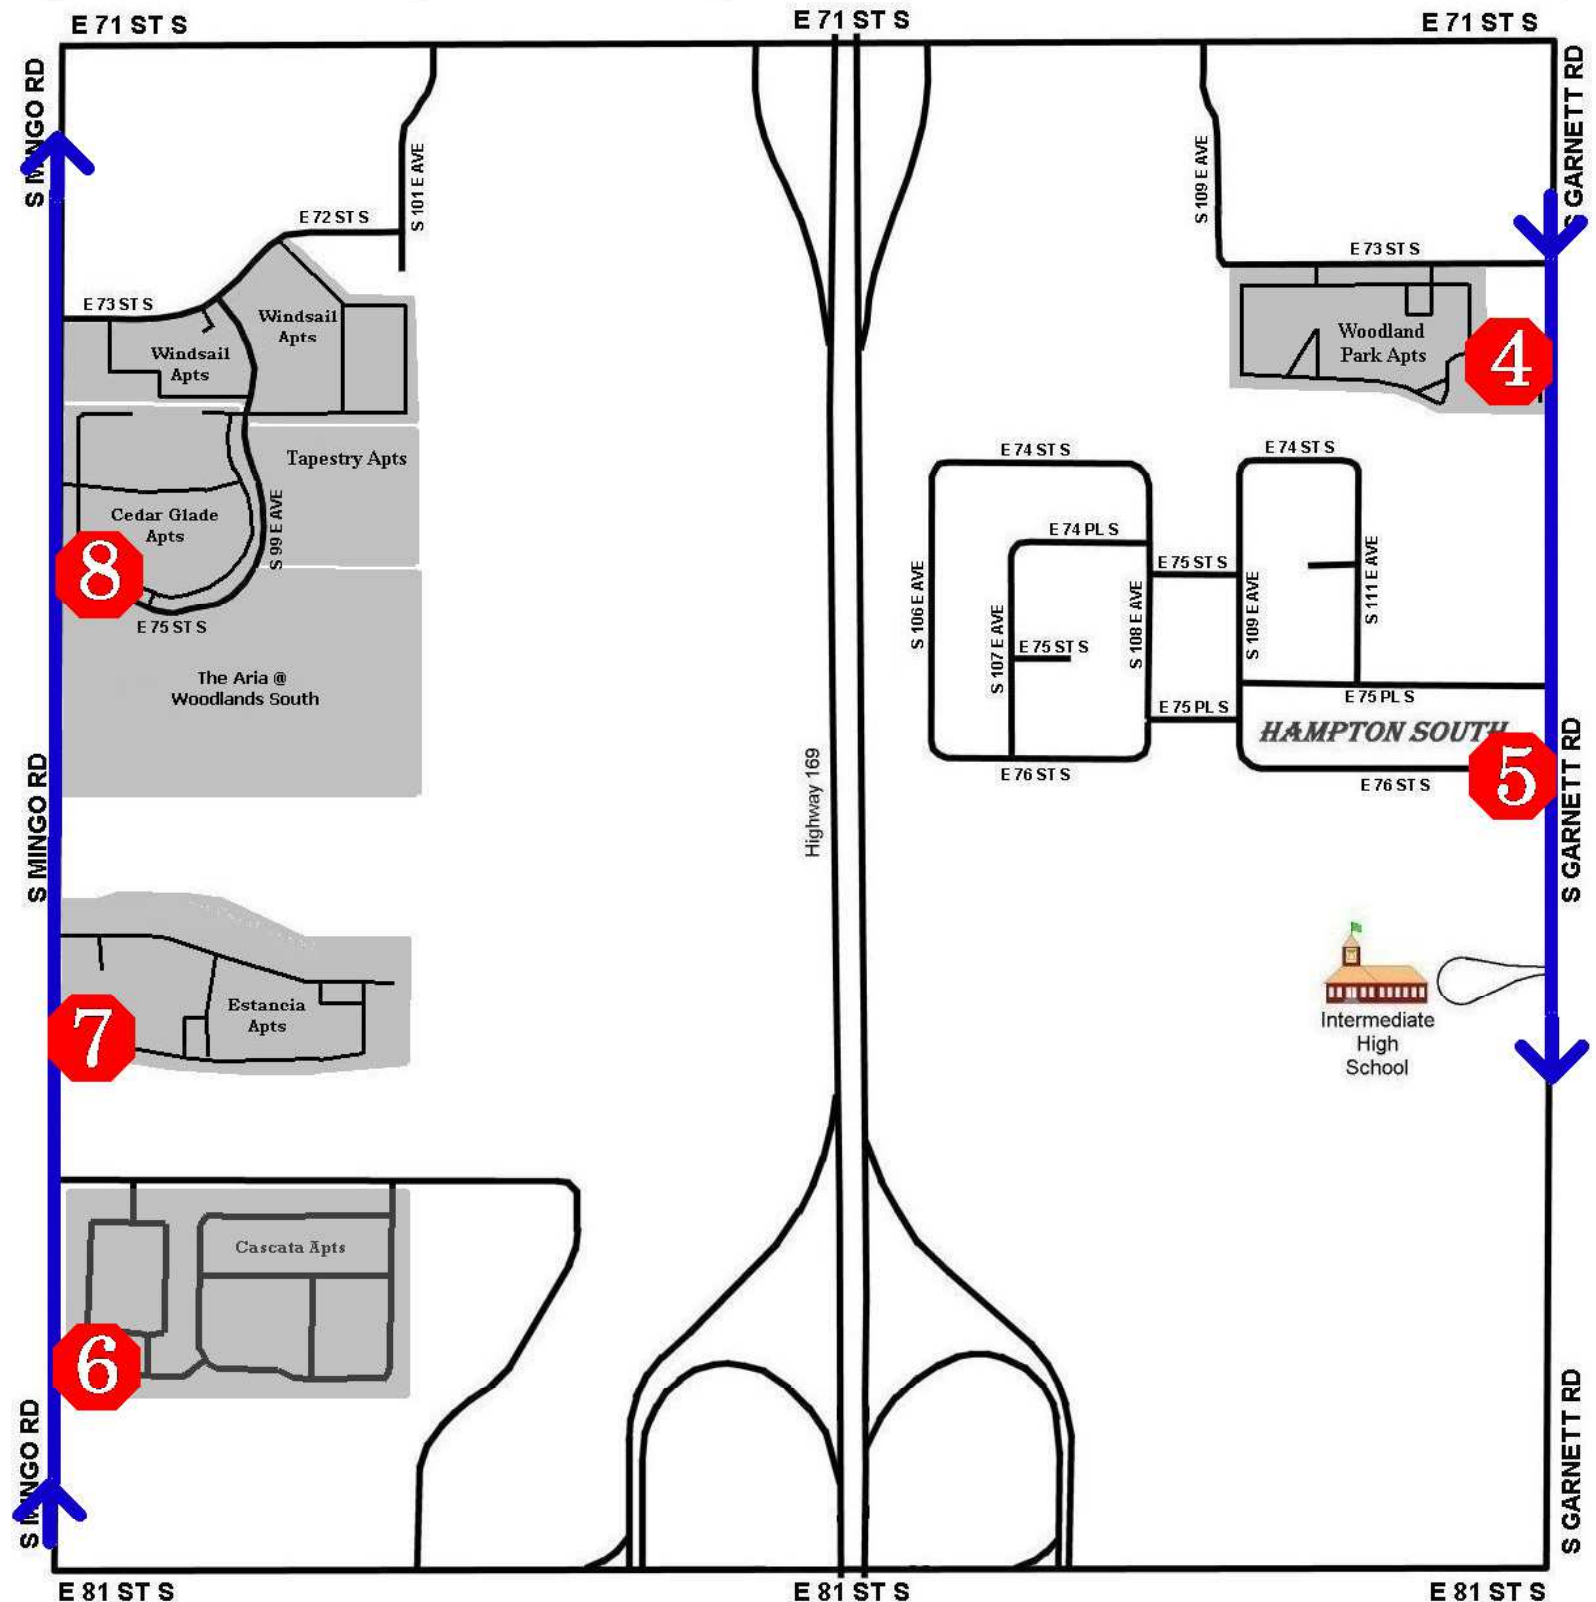 E 71 ST S
E 71 ST S
E 71 ST S
S MINGO RD
S GARNETT RD
S 101 E AVE
S 109 E AVE
E 72 ST S
E 73 ST S
E 73 ST S
Windsail
Apts
Windsail
Apts
Woodland
Park Apts
4
E 74 ST S
E 74 ST S
Tapestry Apts
Cedar Glade
Apts
S 99 E AVE
E 74 PL S
E 75 ST S
8
S 106 E AVE
S 107 E AVE
S 108 E AVE
S 109 E AVE
S 111 E AVE
E 75 ST S
E 75 ST S
The Aria @
Woodlands South
E 75 PL S
E 75 PL S
HAMPTON SOUTH
E 76 ST S
E 76 ST S
5
S MINGO RD
Highway 169
S GARNETT RD
Estancia
Apts
7
Intermediate
High
School
Cascata Apts
6
S MINGO RD
S GARNETT RD
E 81 ST S
E 81 ST S
E 81 ST S